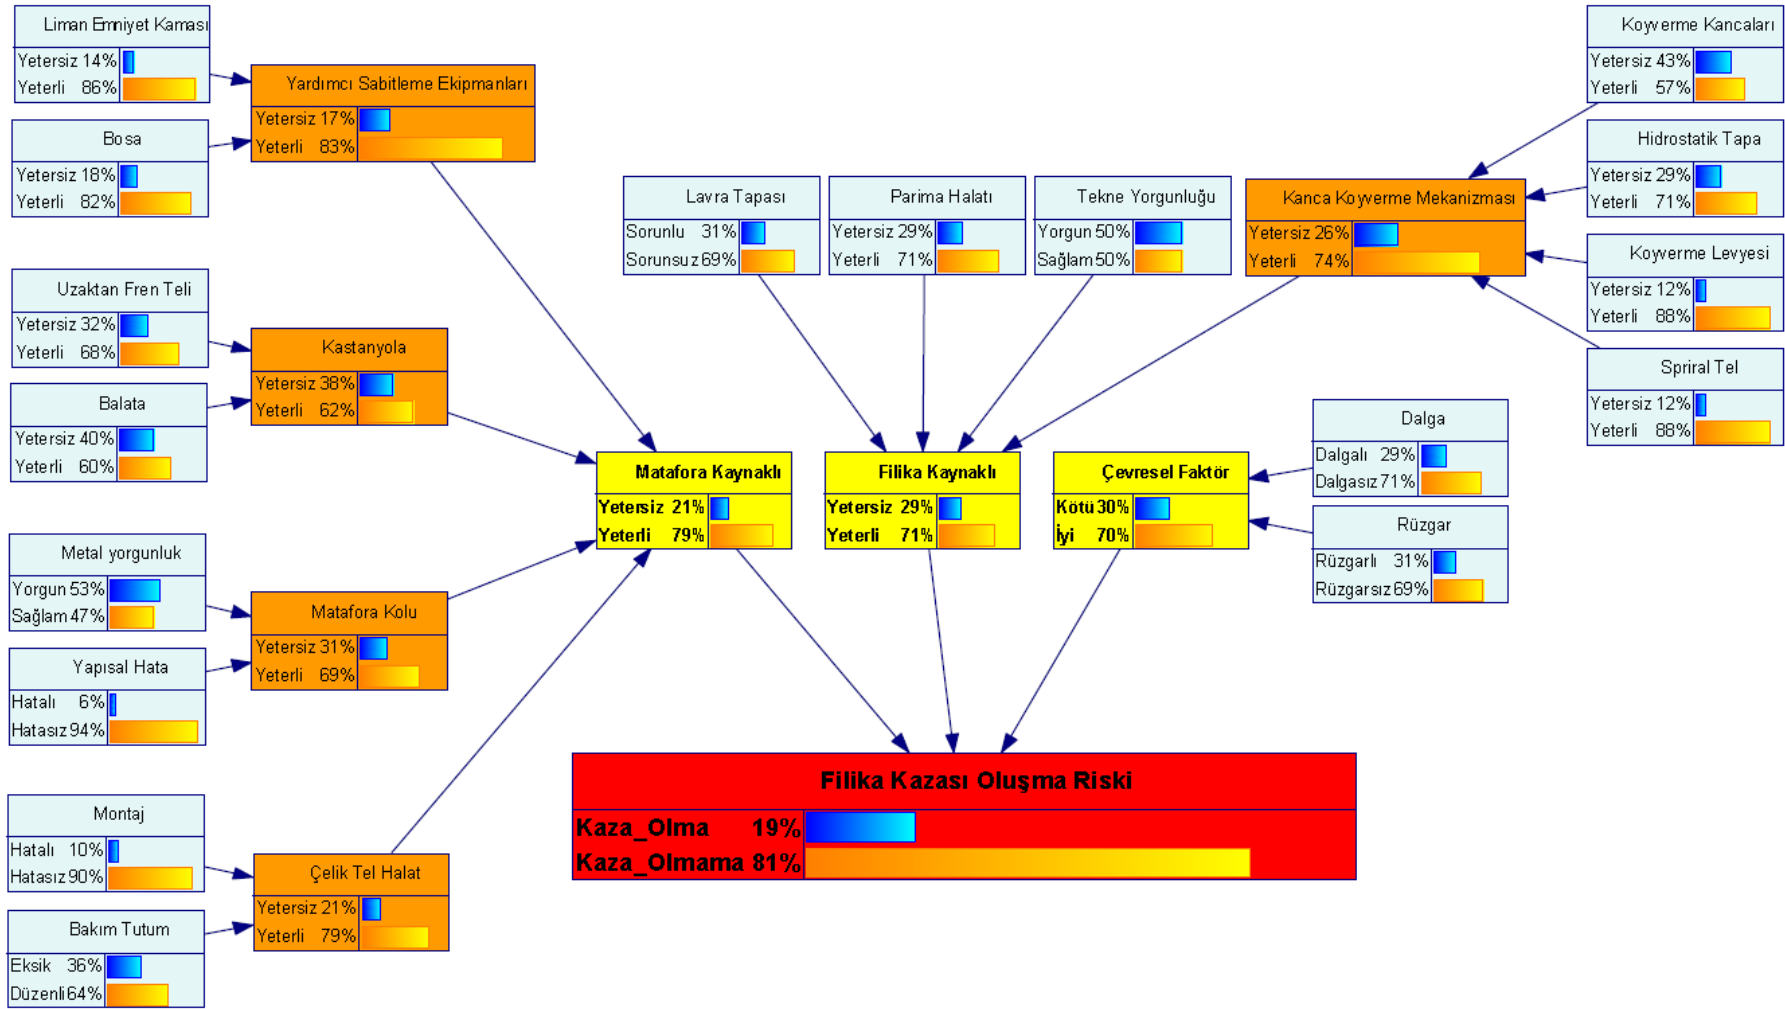 Liman Emniyet Kaması
Yetersiz 14%
Yeterli 86%
Bosa
Yetersiz 18%
Yeterli 82%
Yardımcı Sabitleme Ekipmanları
Yetersiz 17%
Yeterli 83%
Uzaktan Fren Teli
Yetersiz 32%
Yeterli 68%
Balata
Yetersiz 40%
Yeterli 60%
Kastanyola
Yetersiz 38%
Yeterli 62%
Metal yorgunluk
Yorgun 53%
Sağlam 47%
Yapısal Hata
Hatalı 6%
Hatasız 94%
Matafora Kolu
Yetersiz 31%
Yeterli 69%
Montaj
Hatalı 10%
Hatasız 90%
Bakım Tutum
Eksik 36%
Düzenli 64%
Çelik Tel Halat
Yetersiz 21%
Yeterli 79%
Lavra Tapası
Sorunlu 31%
Sorunsuz 69%
Parima Halatı
Yetersiz 29%
Yeterli 71%
Tekne Yorgunluğu
Yorgun 50%
Sağlam 50%
Kanca Koyverme Mekanizması
Yetersiz 26%
Yeterli 74%
Koyverme Kancaları
Yetersiz 43%
Yeterli 57%
Hidrostatik Tapa
Yetersiz 29%
Yeterli 71%
Koyverme Levyesi
Yetersiz 12%
Yeterli 88%
Spriral Tel
Yetersiz 12%
Yeterli 88%
Dalga
Dalgalı 29%
Dalgasız 71%
Rüzgar
Rüzgarlı 31%
Rüzgarsız 69%
Matafora Kaynaklı
Yetersiz 21%
Yeterli 79%
Filika Kaynaklı
Yetersiz 29%
Yeterli 71%
Çevresel Faktör
Kötü 30%
İyi 70%
Filika Kazası Oluşma Riski
Kaza_Olma 19%
Kaza_Olmama 81%